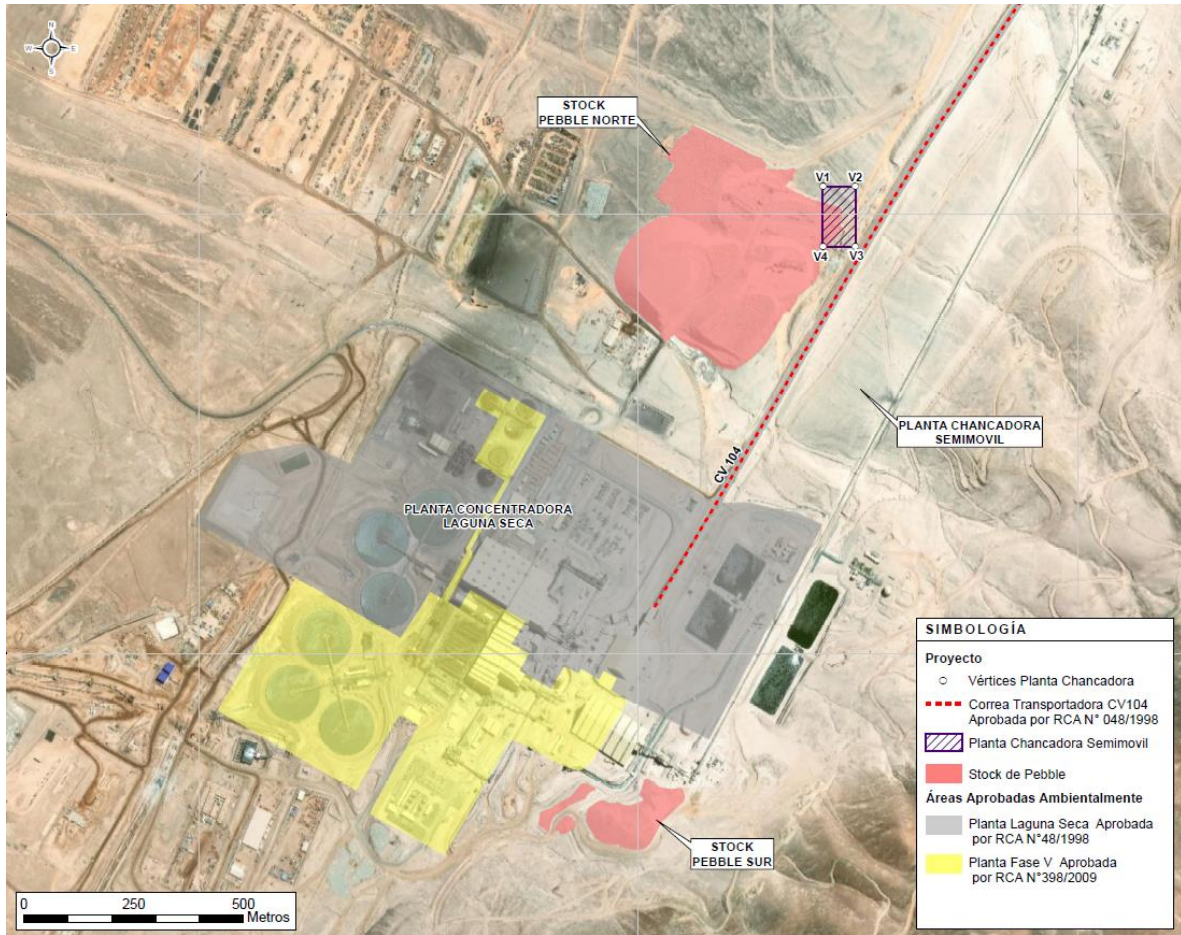 N
W
E
S
STOCK
PEBBLE NORTE
V1
V2
V4
V3
PLANTA CHANCADORA
SEMIMOVIL
CV 104
PLANTA CONCENTRADORA
LAGUNA SECA
STOCK
PEBBLE SUR
SIMBOLOGÍA
Proyecto
Vértices Planta Chancadora
Correa Transportadora CV104
Aprobada por RCA N° 048/1998
Planta Chancadora Semimovil
Stock de Pebble
Áreas Aprobadas Ambientalmente
Planta Laguna Seca Aprobada
por RCA N°48/1998
Planta Fase V Aprobada
por RCA N°398/2009
0
250
500
Metros